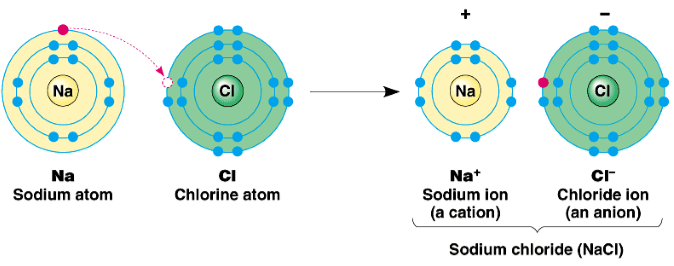 + −
Na Cl Na Cl
Na Cl Na⁺ Cl⁻
Sodium atom Chlorine atom Sodium ion Chloride ion
(a cation) (an anion)
Sodium chloride (NaCl)